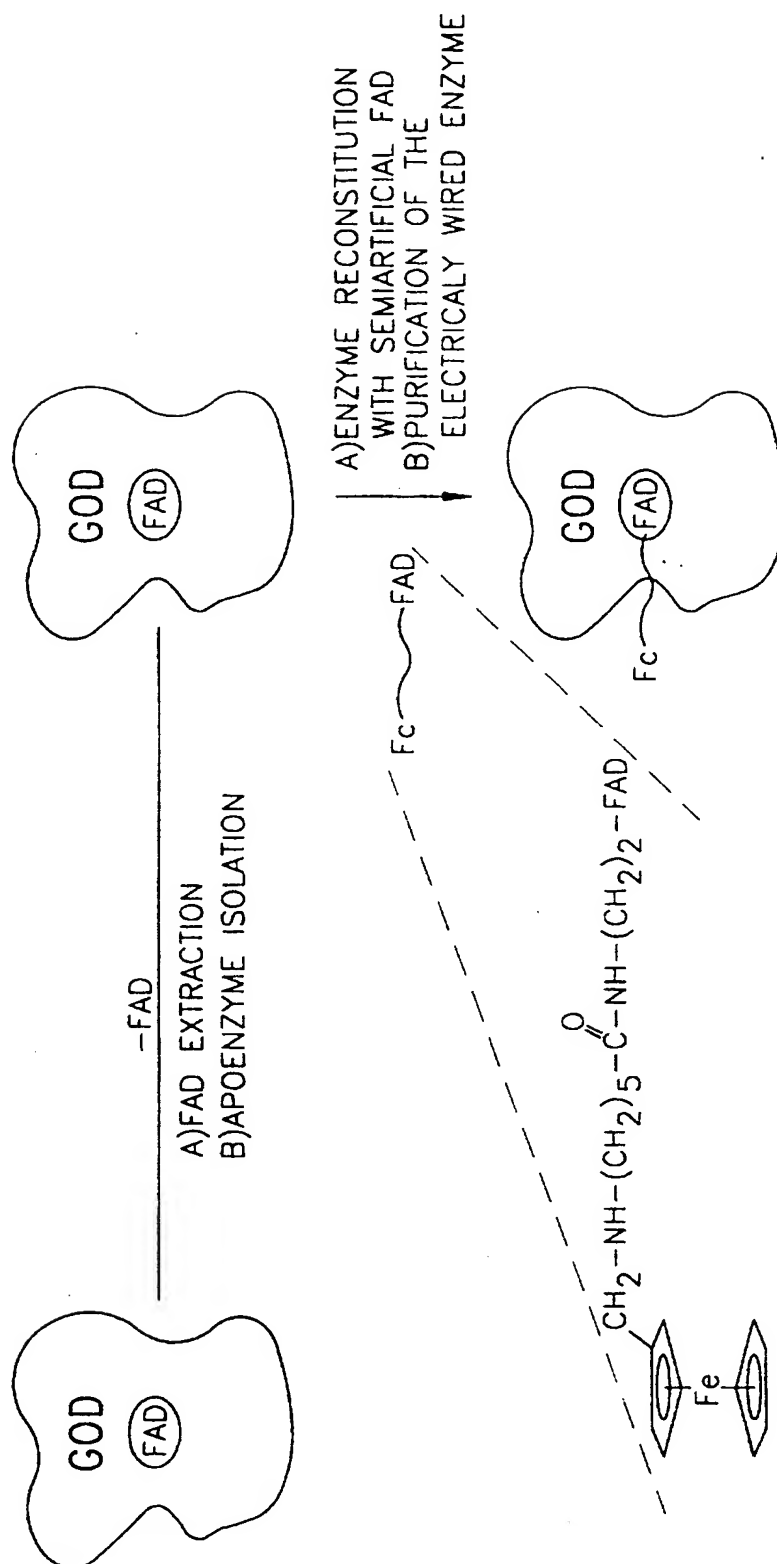 GOD
FAD
–FAD
A)FAD EXTRACTION
B)APOENZYME ISOLATION
GOD
FAD
A)ENZYME RECONSTITUTION
WITH SEMIARTIFICIAL FAD
B)PURIFICATION OF THE
ELECTRICALY WIRED ENZYME
Fc FAD
GOD
Fc FAD
O
CH2–NH–(CH2)5–C–NH–(CH2)2–FAD
Fe